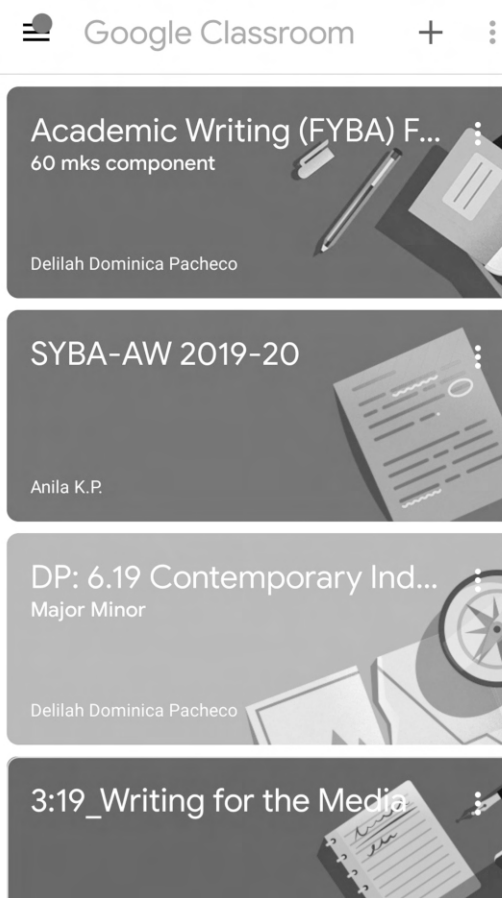 Google Classroom
Academic Writing (FYBA) F...
60 mks component
Delilah Dominica Pacheco
SYBA-AW 2019-20
Anila K.P.
DP: 6.19 Contemporary Ind...
Major Minor
Delilah Dominica Pacheco
3:19_Writing for the Media